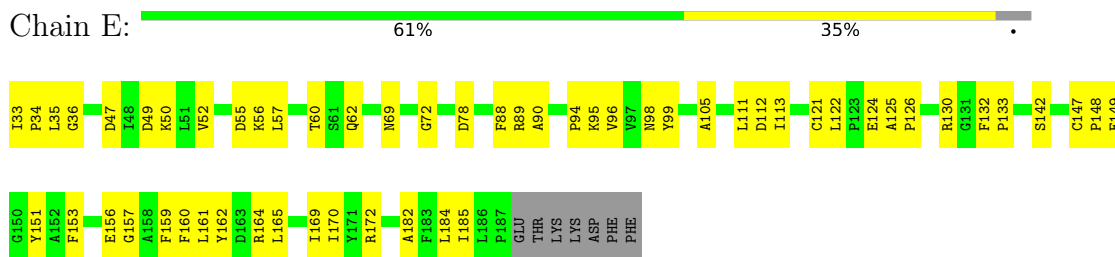 Chain E:
61% 35% •
I33 P34 L35 G36 D47 I48 D49 K50 L51 V52 D55 K56 L57 T60 S61 Q62 N69 G72 D78 F88 R89 A90 P94 K95 V96 V97 N98 Y99 A105 L111 D112 I113 C121 L122 P123 E124 A125 P126 R130 G131 F132 P133 S142 C147 P148
G150 Y151 A152 F153 E156 G157 A158 F159 F160 L161 Y162 D163 R164 L165 I169 I170 Y171 R172 A182 F183 L184 I185 L186 P187 GLU THR LYS LYS ASP PHE PHE